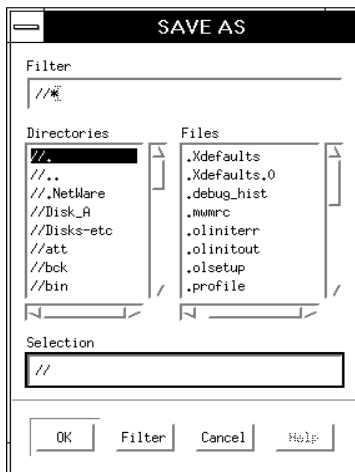 SAVE AS
Filter
//*
Directories
Files
//.
//..
//.NetWare
//Disk_A
//Disks-etc
//att
//bck
//bin
.Xdefaults
.Xdefaults.0
.debug_hist
.mwmrc
.oliniterr
.olinitout
.olsetup
.profile
Selection
//
OK Filter Cancel Help